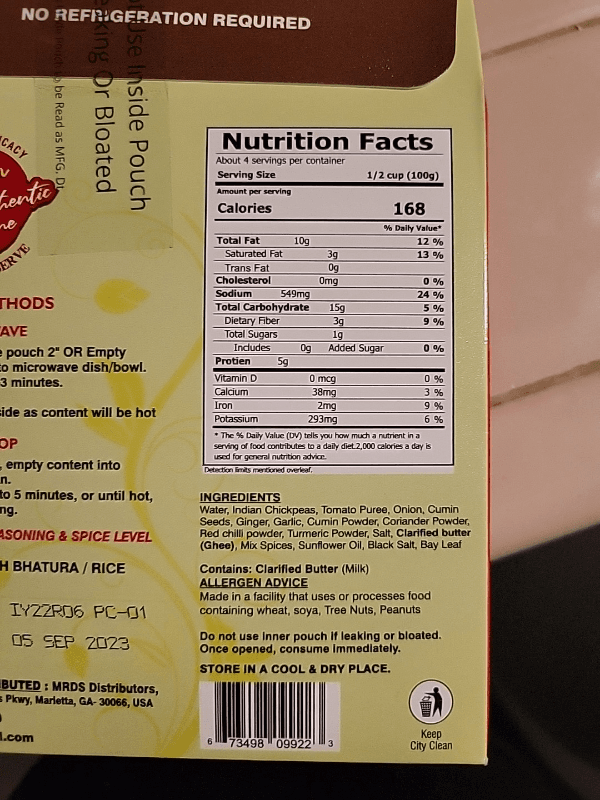 NO REFRIGERATION REQUIRED
Use Inside Pouch
aking Or Bloated
be Read as MFG.
CACY
hentic
ne
ERVE
THODS
AVE
e pouch 2" OR Empty
to microwave dish/bowl.
3 minutes.
side as content will be hot
OP
, empty content into
n.
to 5 minutes, or until hot,
ng.
ASONING & SPICE LEVEL
H BHATURA / RICE
IY22R06 PC-01
05 SEP 2023
BUTED : MRDS Distributors,
s Pkwy, Marietta, GA- 30066, USA
.com
Nutrition Facts
About 4 servings per container
Serving Size 1/2 cup (100g)
Amount per serving
Calories 168
% Daily Value*
Total Fat 10g 12 %
Saturated Fat 3g 13 %
Trans Fat 0g
Cholesterol 0mg 0 %
Sodium 549mg 24 %
Total Carbohydrate 15g 5 %
Dietary Fiber 3g 9 %
Total Sugars 1g
Includes 0g Added Sugar 0 %
Protien 5g
Vitamin D 0 mcg 0 %
Calcium 38mg 3 %
Iron 2mg 9 %
Potassium 293mg 6 %
* The % Daily Value (DV) tells you how much a nutrient in a
serving of food contributes to a daily diet.2,000 calories a day is
used for general nutrition advice.
Detection limits mentioned overleaf.
INGREDIENTS
Water, Indian Chickpeas, Tomato Puree, Onion, Cumin
Seeds, Ginger, Garlic, Cumin Powder, Coriander Powder,
Red chilli powder, Turmeric Powder, Salt, Clarified butter
(Ghee), Mix Spices, Sunflower Oil, Black Salt, Bay Leaf
Contains: Clarified Butter (Milk)
ALLERGEN ADVICE
Made in a facility that uses or processes food
containing wheat, soya, Tree Nuts, Peanuts
Do not use inner pouch if leaking or bloated.
Once opened, consume immediately.
STORE IN A COOL & DRY PLACE.
6 73498 09922 3
Keep
City Clean